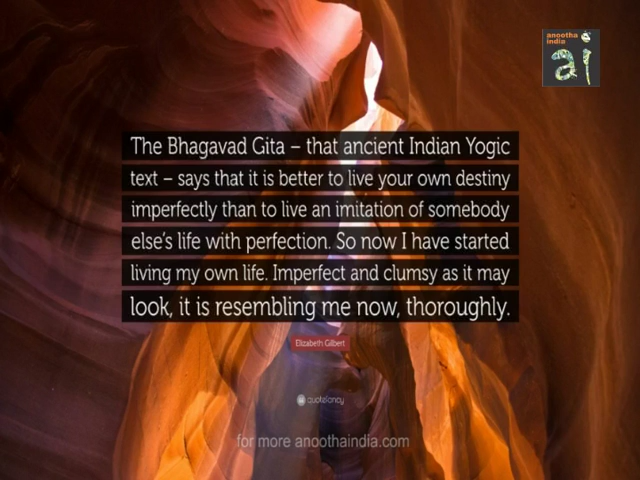 anootha
india
ai
The Bhagavad Gita – that ancient Indian Yogic
text – says that it is better to live your own destiny
imperfectly than to live an imitation of somebody
else's life with perfection. So now I have started
living my own life. Imperfect and clumsy as it may
look, it is resembling me now, thoroughly.
Elizabeth Gilbert
quotefancy
for more anoothaindia.com